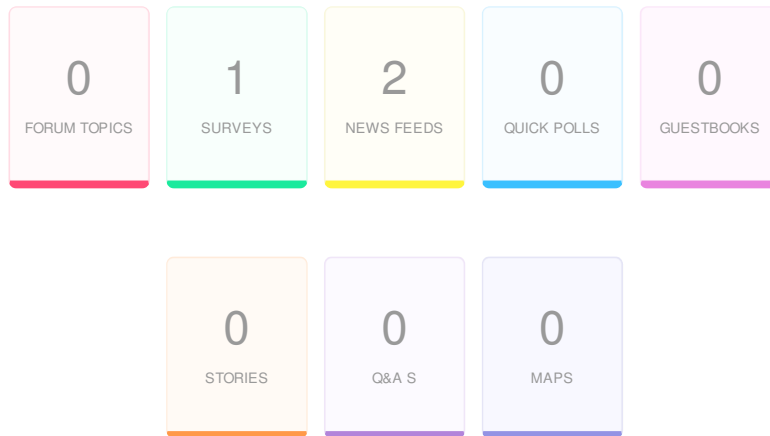 0 1 2 0 0
FORUM TOPICS SURVEYS NEWS FEEDS QUICK POLLS GUESTBOOKS
0 0 0
STORIES Q&A S MAPS